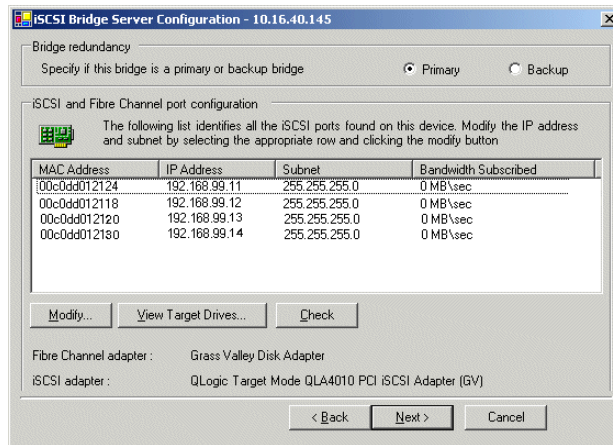 iSCSI Bridge Server Configuration - 10.16.40.145
Bridge redundancy
Specify if this bridge is a primary or backup bridge
Primary
Backup
iSCSI and Fibre Channel port configuration
The following list identifies all the iSCSI ports found on this device. Modify the IP address
and subnet by selecting the appropriate row and clicking the modify button
MAC Address IP Address Subnet Bandwidth Subscribed
00c0dd012124 192.168.99.11 255.255.255.0 0 MB\sec
00c0dd012118 192.168.99.12 255.255.255.0 0 MB\sec
00c0dd012120 192.168.99.13 255.255.255.0 0 MB\sec
00c0dd012130 192.168.99.14 255.255.255.0 0 MB\sec
Modify... View Target Drives... Check
Fibre Channel adapter : Grass Valley Disk Adapter
iSCSI adapter : QLogic Target Mode QLA4010 PCI iSCSI Adapter (GV)
< Back Next > Cancel